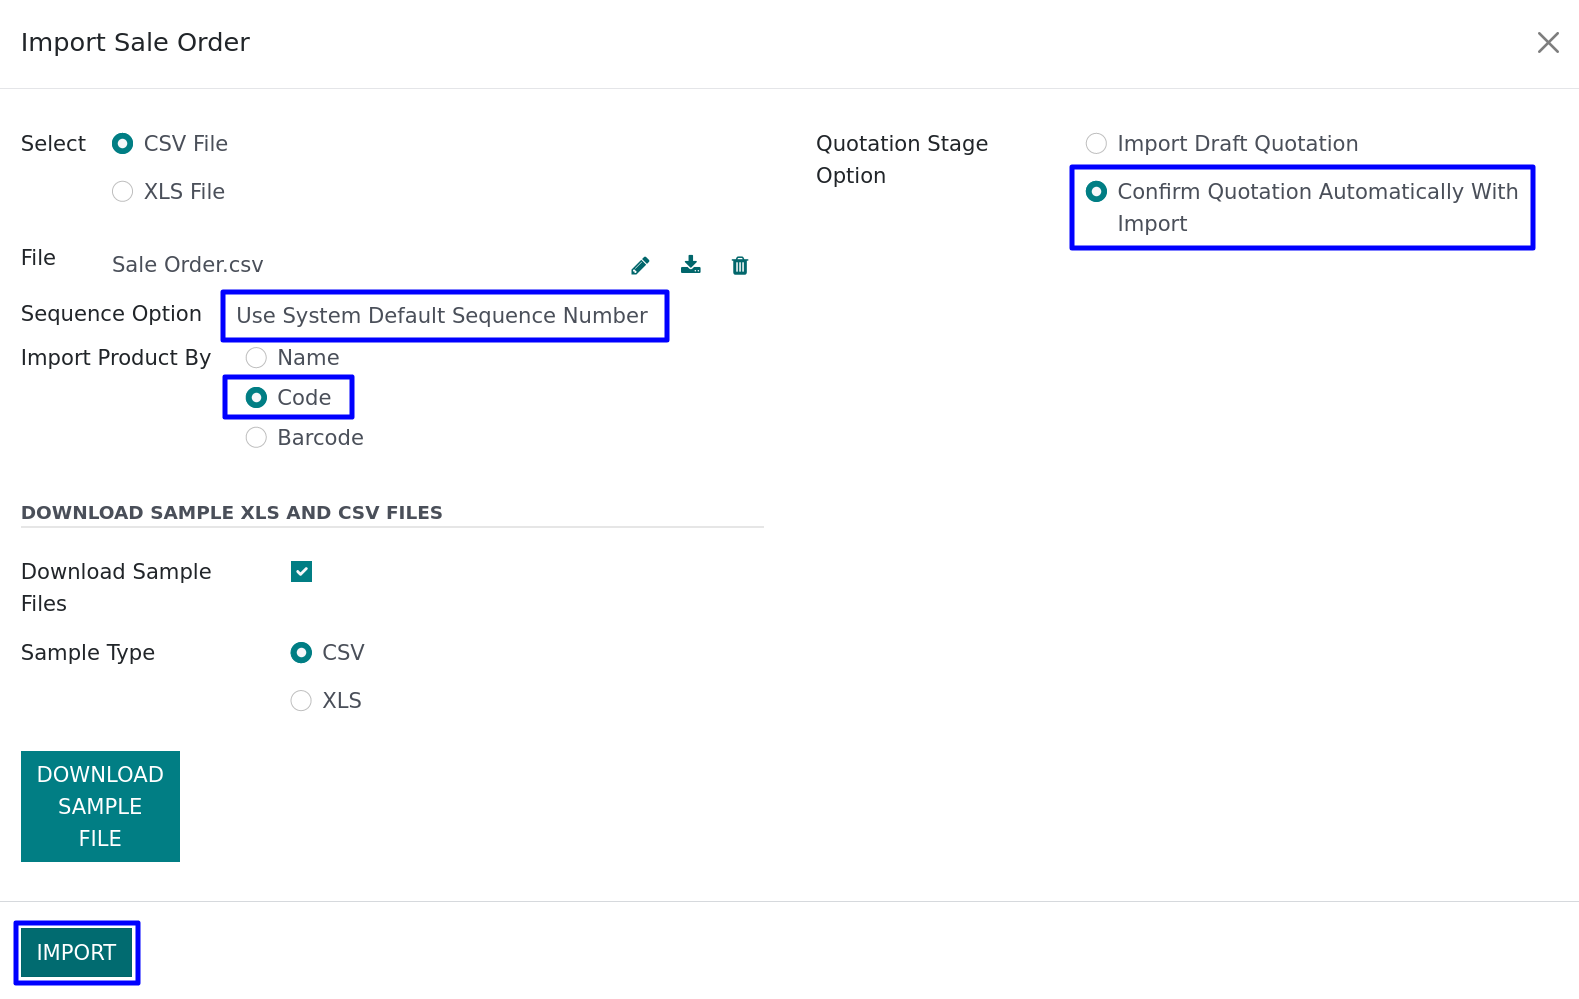 Import Sale Order
Select
CSV File
XLS File
File
Sale Order.csv
Sequence Option
Use System Default Sequence Number
Import Product By
Name
Code
Barcode
Quotation Stage
Option
Import Draft Quotation
Confirm Quotation Automatically With
Import
DOWNLOAD SAMPLE XLS AND CSV FILES
Download Sample
Files
Sample Type
CSV
XLS
DOWNLOAD
SAMPLE
FILE
IMPORT